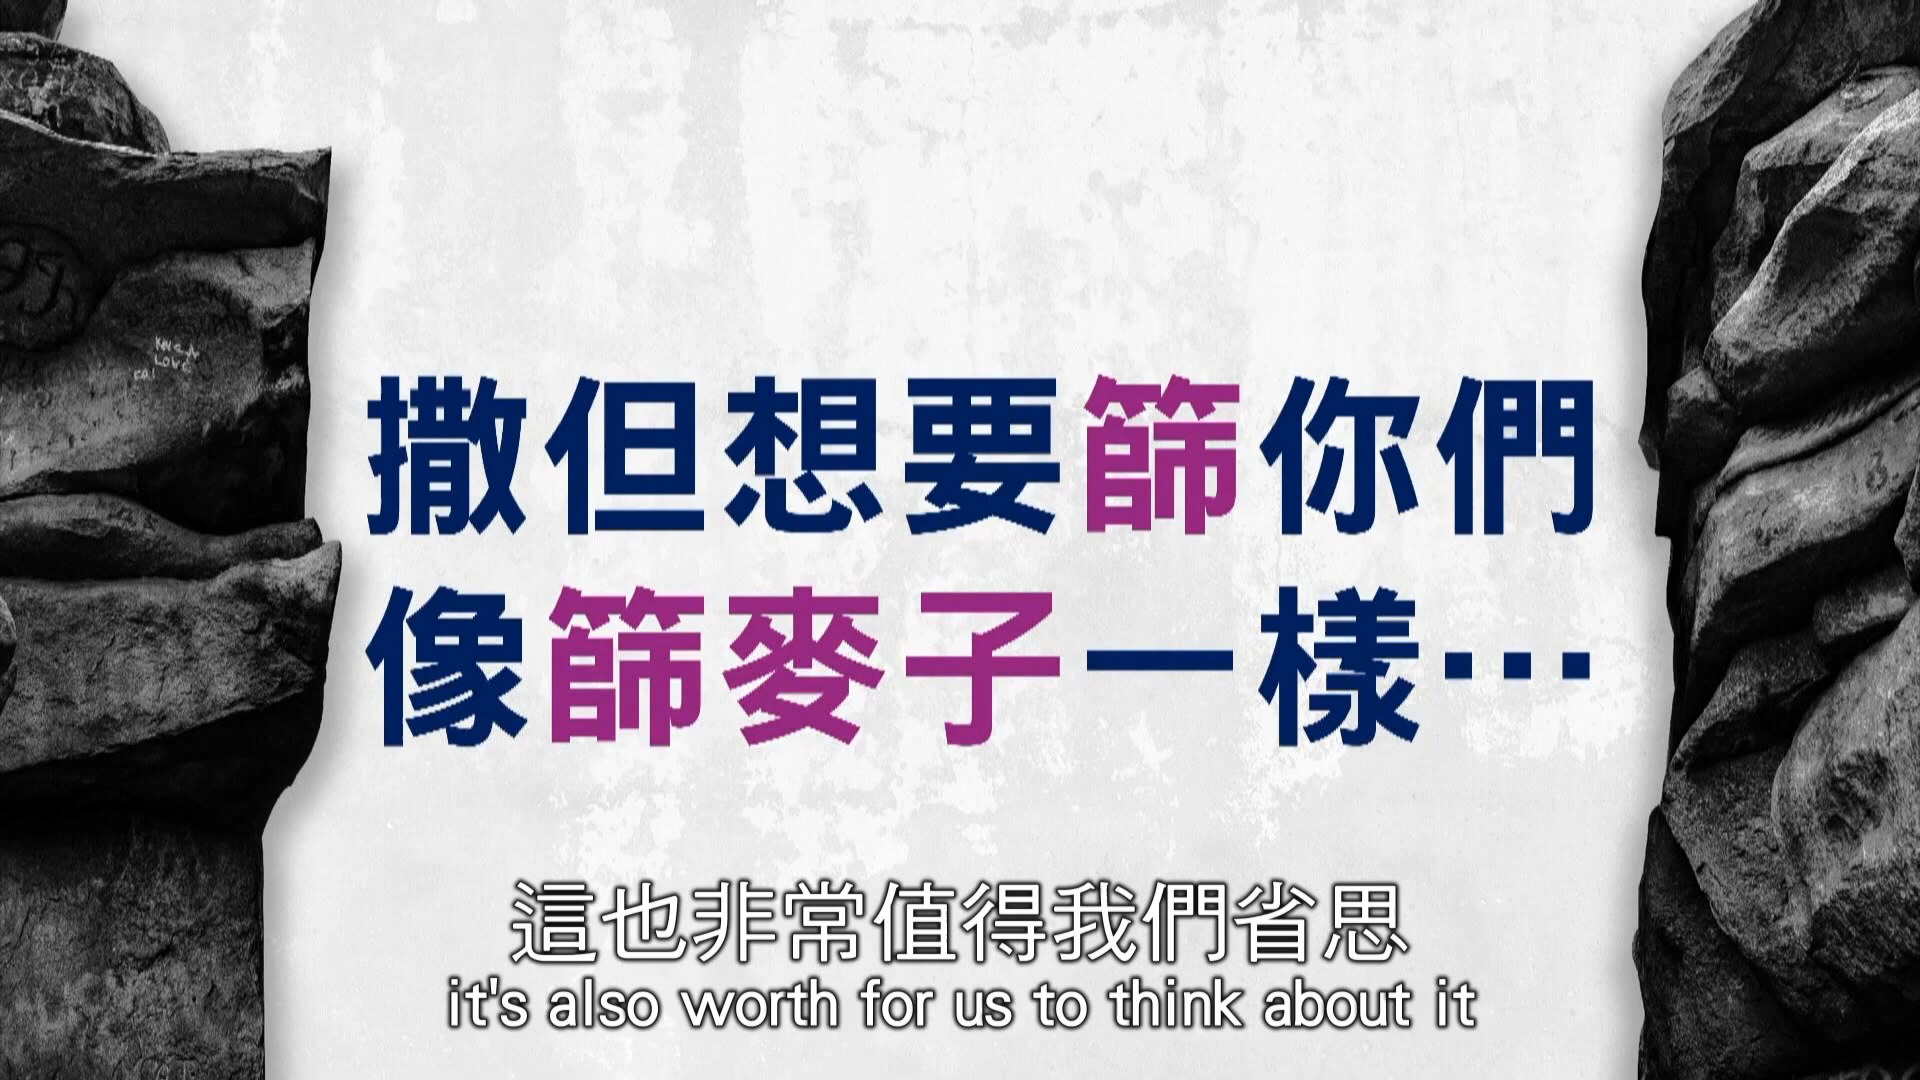 撒但想要篩你們
像篩麥子一樣…
這也非常值得我們省思
it's also worth for us to think about it